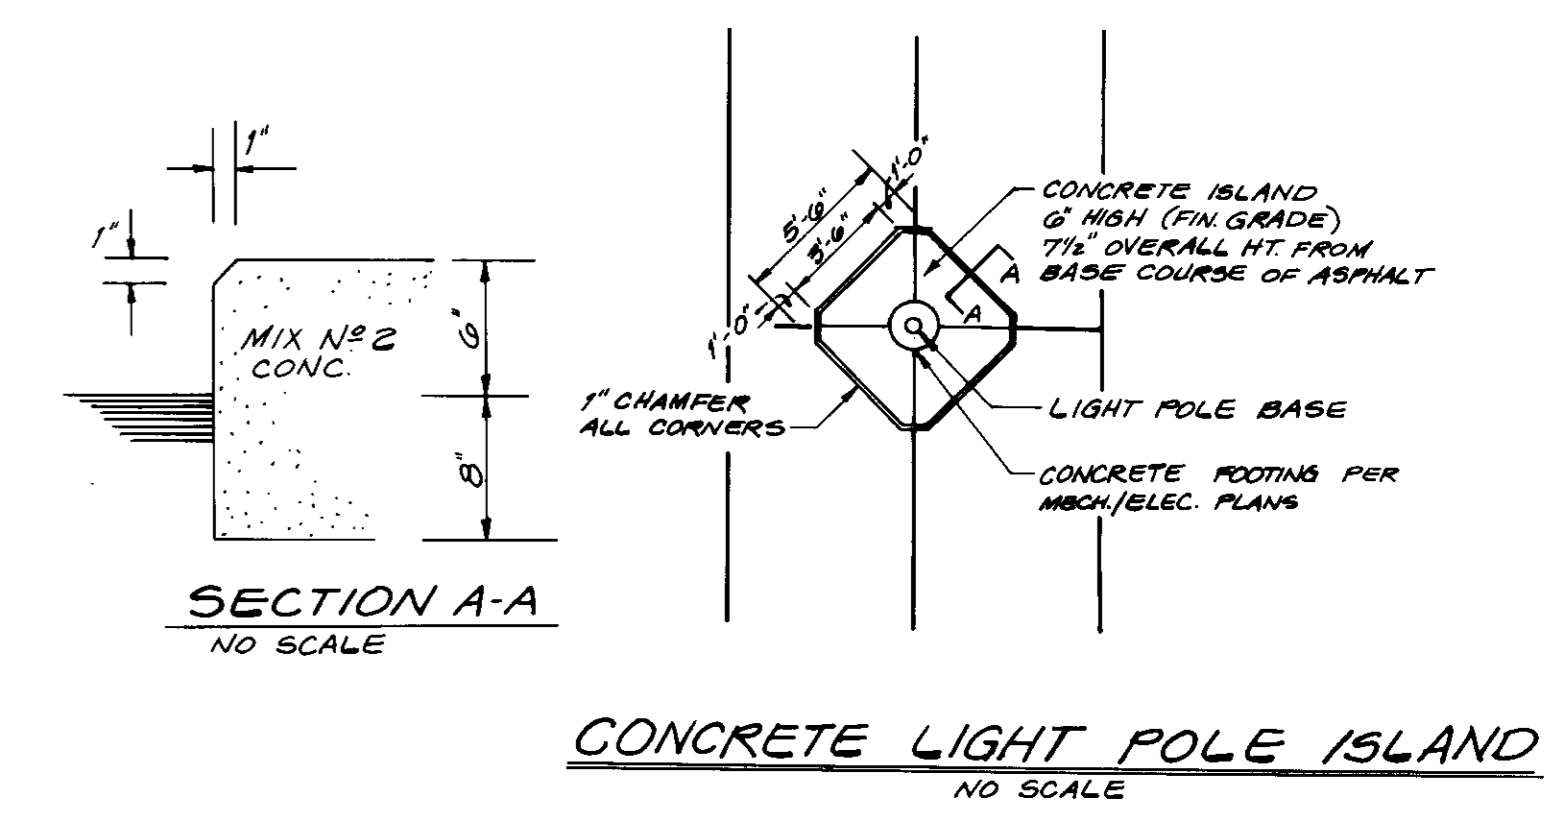 1"
1"
MIX Nº 2
CONC.
6"
8"
SECTION A-A
NO SCALE
1'-0"
5'-6"
3'-6"
1'-0"
CONCRETE ISLAND
6" HIGH (FIN. GRADE)
7½" OVERALL HT. FROM
BASE COURSE OF ASPHALT
A
A
1" CHAMFER
ALL CORNERS
LIGHT POLE BASE
CONCRETE FOOTING PER
MECH./ELEC. PLANS
CONCRETE LIGHT POLE ISLAND
NO SCALE